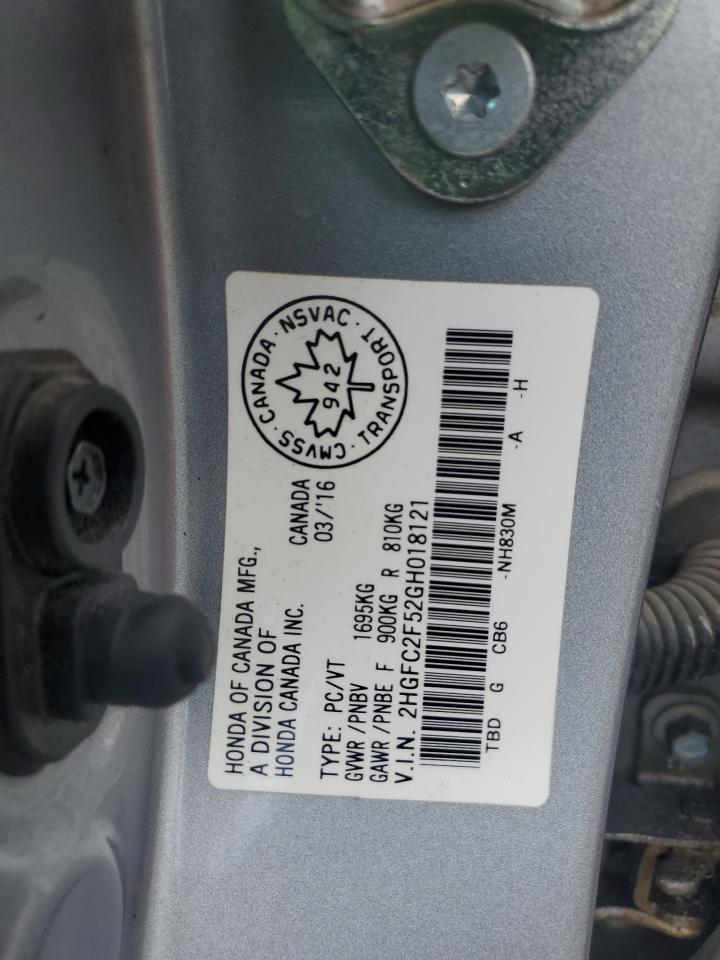 HONDA OF CANADA MFG.,
A DIVISION OF
HONDA CANADA INC.
CANADA
03/'16
CMVSS · CANADA · NSVAC · TRANSPORT ·
942
TYPE: PC/VT
GVWR/PNBV 1695KG
GAWR/PNBE F 900KG R 810KG
V.I.N. 2HGFC2F52GH018121
TBD G CB6 -NH830M -A -H